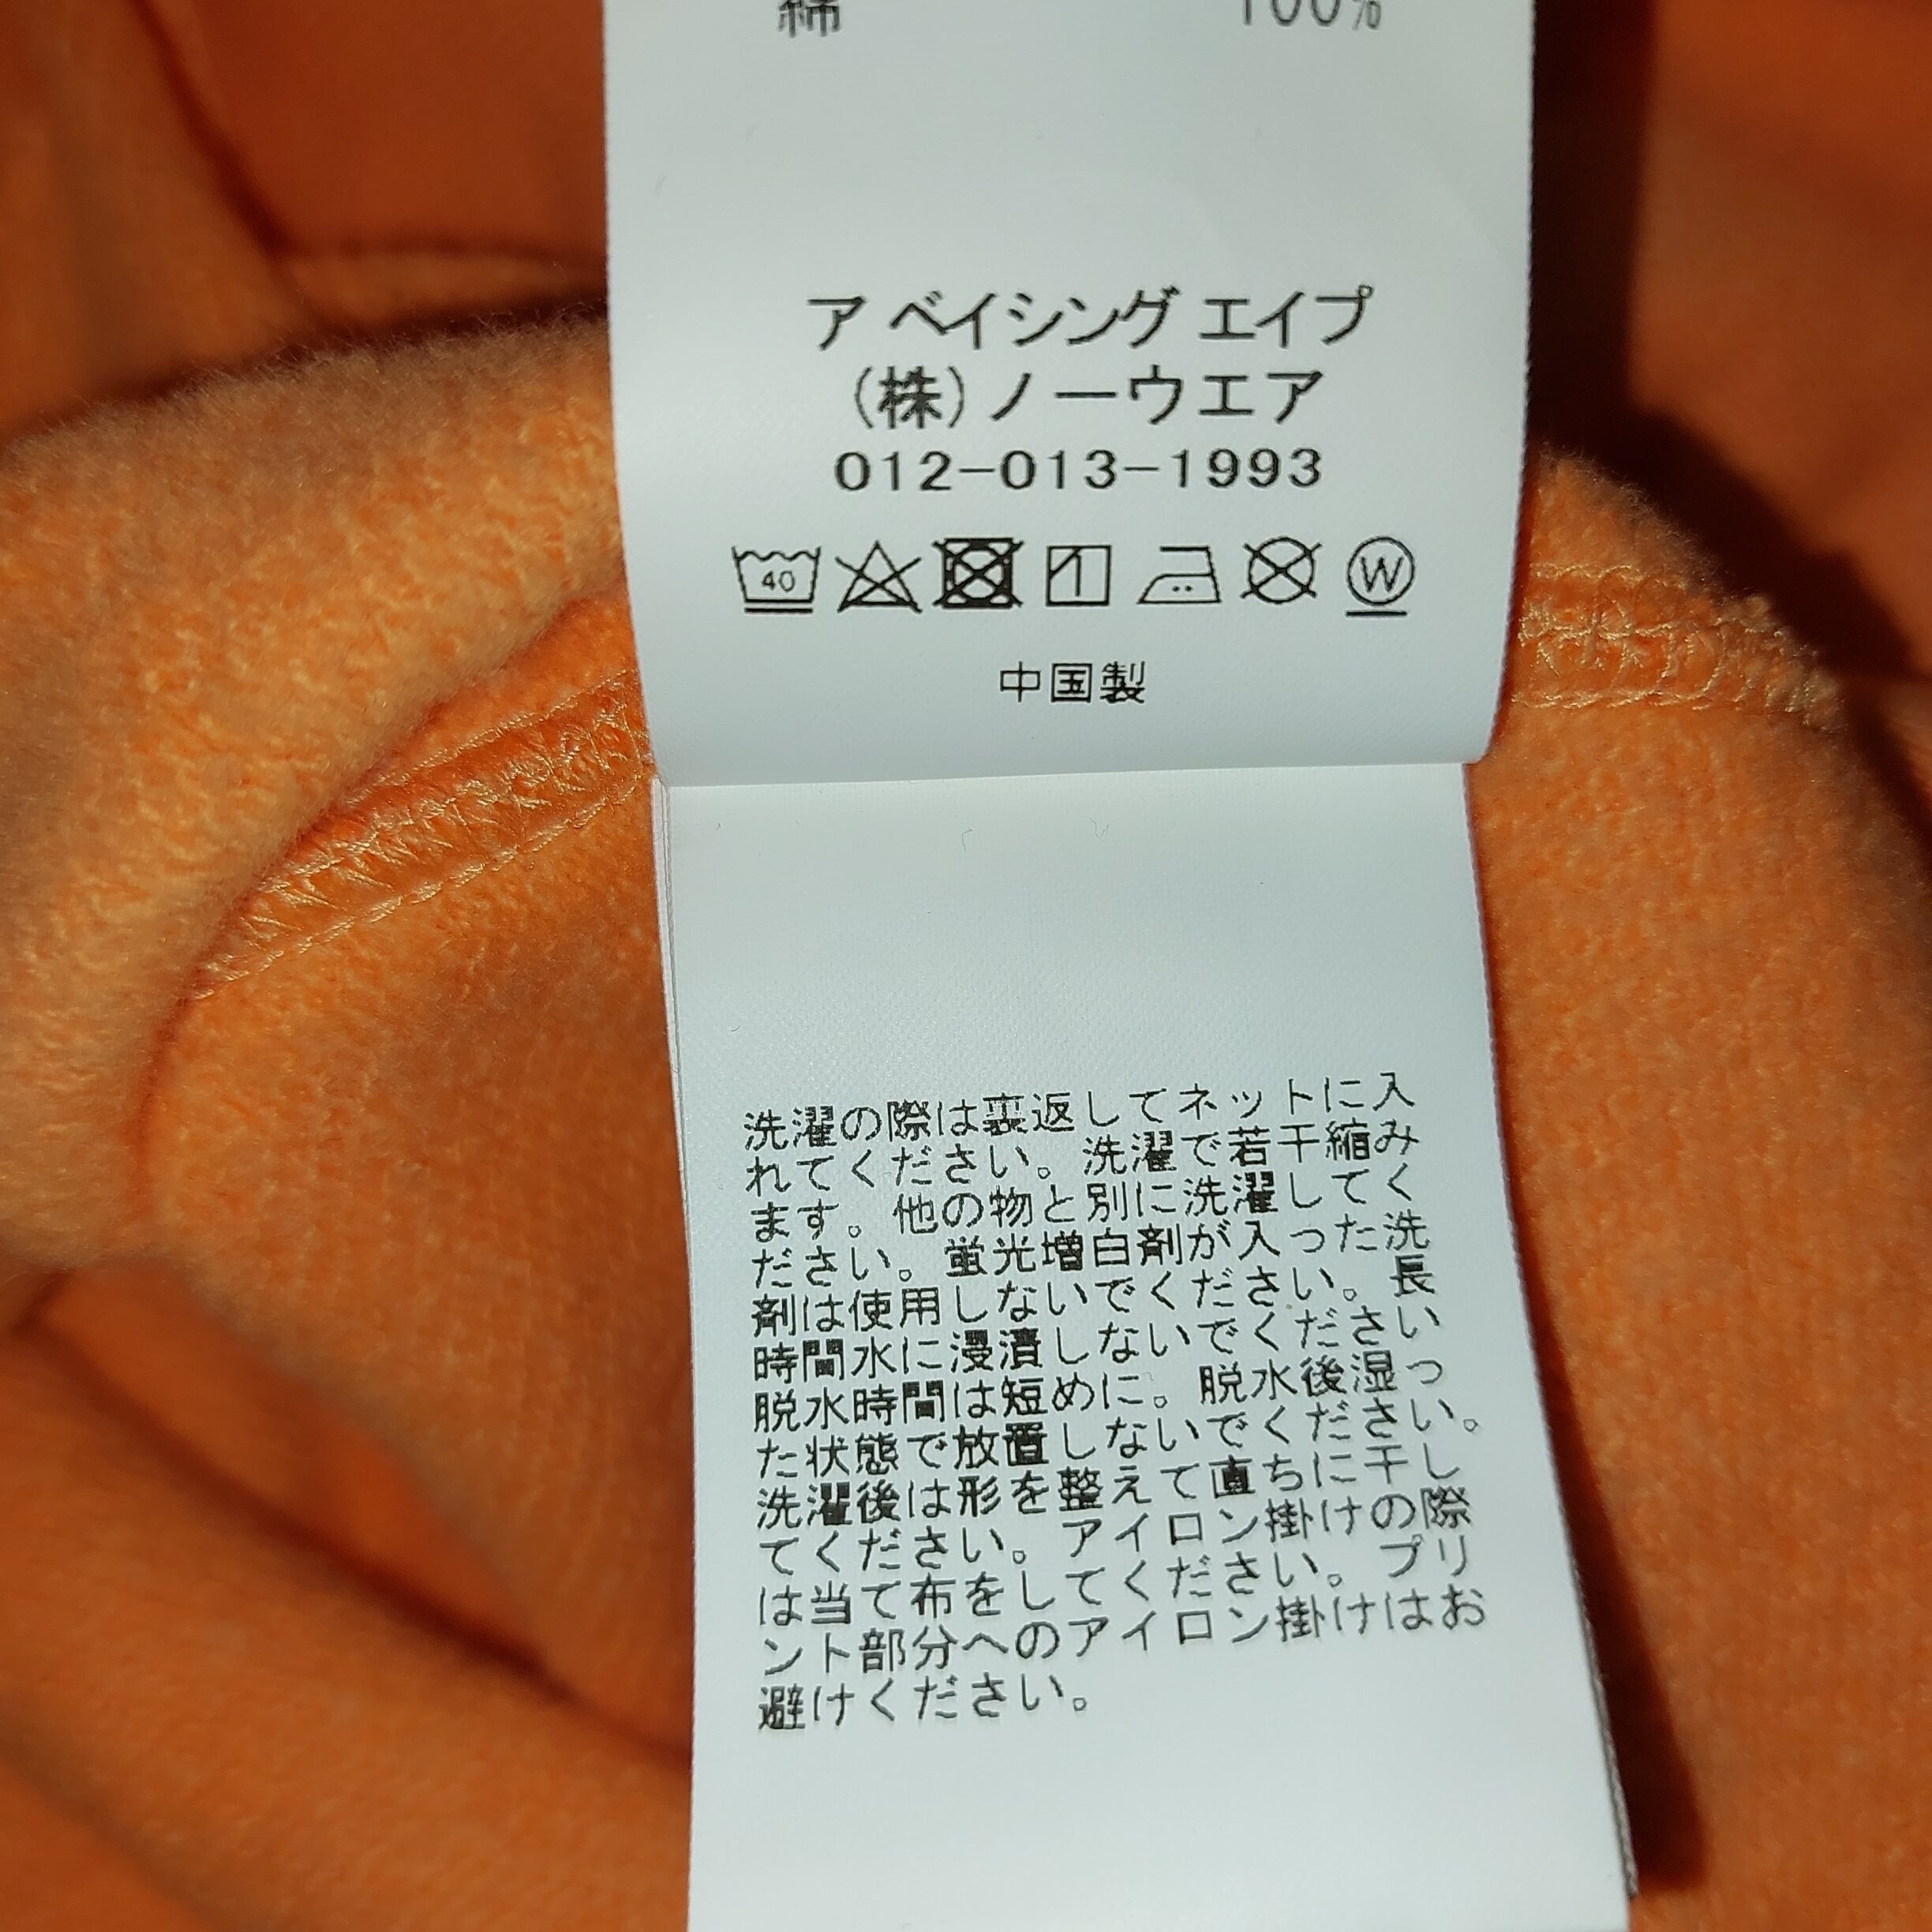 綿 100%
ア ベイシング エイプ
(株)ノーウエア
012-013-1993
40
W
中国製
洗濯の際は裏返してネットに入
れてください。洗濯で若干縮み
ます。他の物と別に洗濯してく
ださい。蛍光増白剤が入った洗
剤は使用しないでください。長
時間水に浸漬しないでください
脱水時間は短めに。脱水後湿っ
た状態で放置しないでください。
洗濯後は形を整えて直ちに干し
てください。アイロン掛けの際
は当て布をしてください。プリ
ント部分へのアイロン掛けはお
避けください。